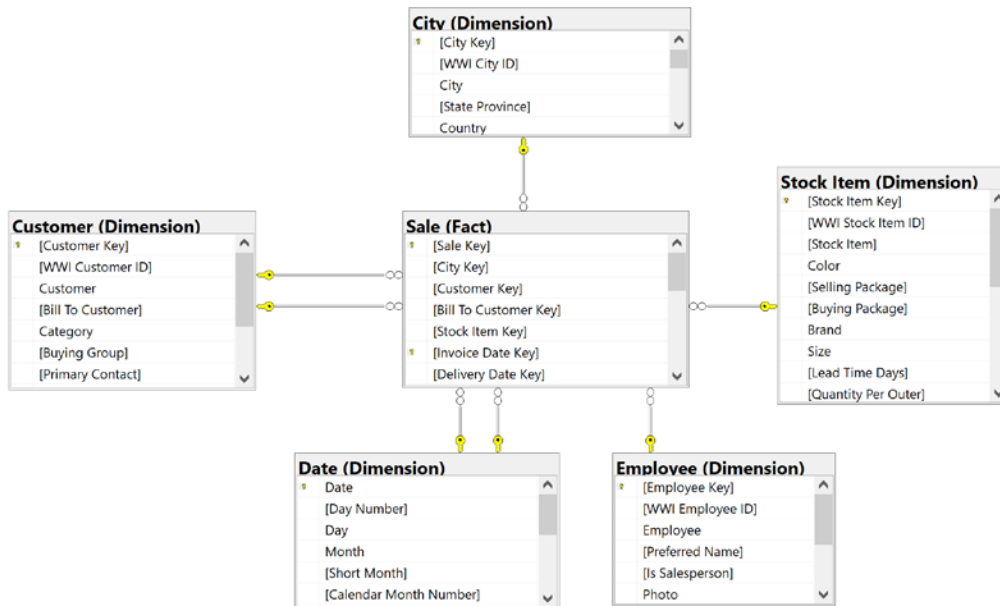 City (Dimension)
[City Key]
[WWI City ID]
City
[State Province]
Country
Stock Item (Dimension)
[Stock Item Key]
[WWI Stock Item ID]
[Stock Item]
Color
[Selling Package]
[Buying Package]
Brand
Size
[Lead Time Days]
[Quantity Per Outer]
Customer (Dimension)
[Customer Key]
[WWI Customer ID]
Customer
[Bill To Customer]
Category
[Buying Group]
[Primary Contact]
Sale (Fact)
[Sale Key]
[City Key]
[Customer Key]
[Bill To Customer Key]
[Stock Item Key]
[Invoice Date Key]
[Delivery Date Key]
Date (Dimension)
Date
[Day Number]
Day
Month
[Short Month]
[Calendar Month Number]
Employee (Dimension)
[Employee Key]
[WWI Employee ID]
Employee
[Preferred Name]
[Is Salesperson]
Photo